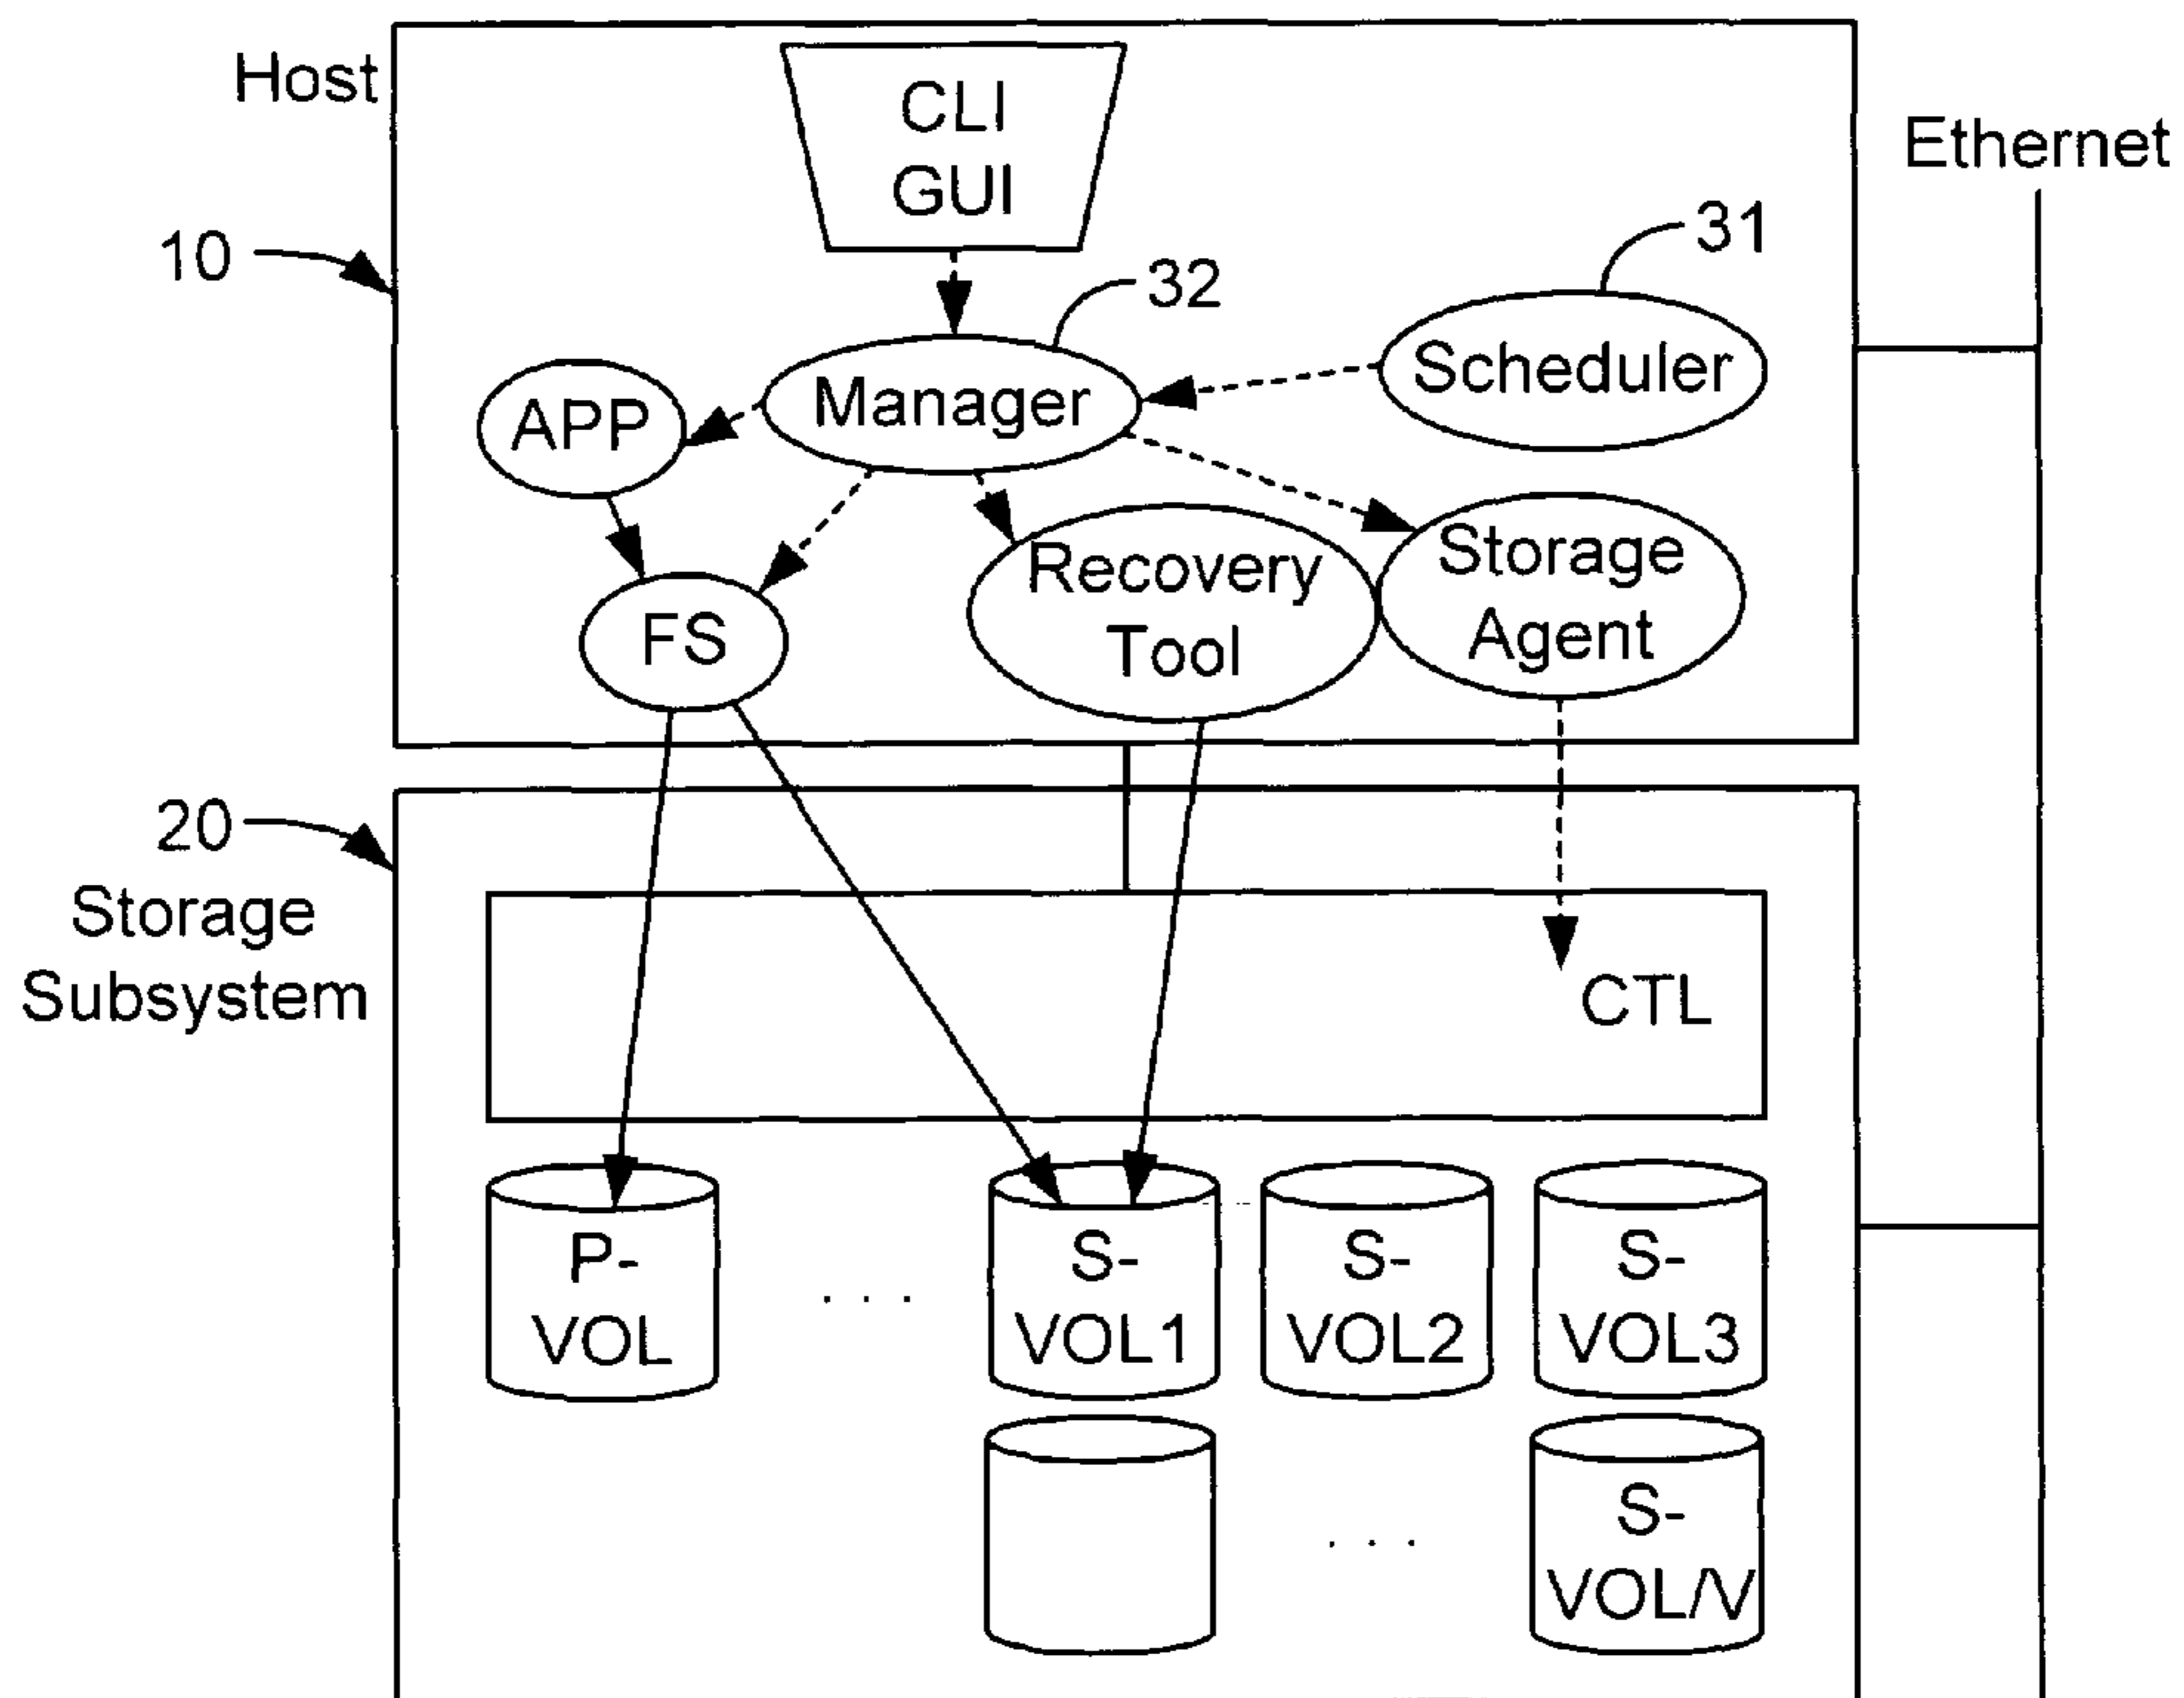 Host
CLI
GUI
Ethernet
10
32
31
Scheduler
Manager
APP
Recovery
Tool
Storage
Agent
FS
20
Storage
Subsystem
CTL
P-
VOL
. . .
S-
VOL1
S-
VOL2
S-
VOL3
. . .
S-
VOL/V